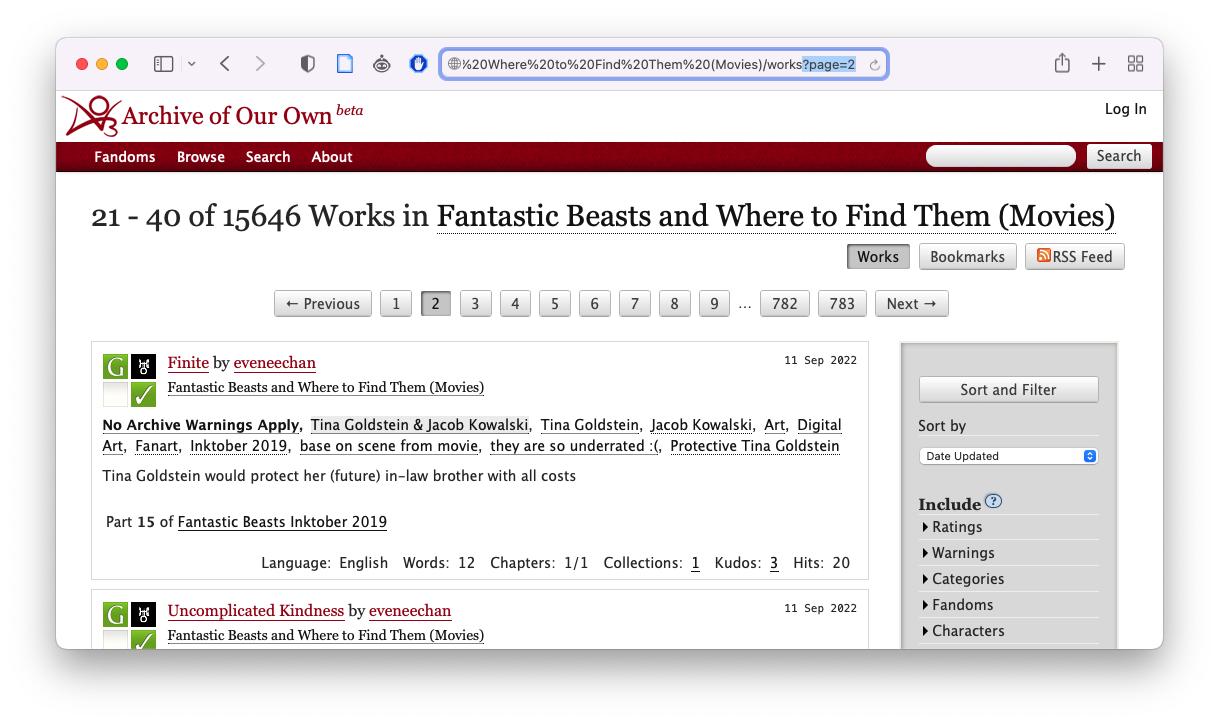 %20Where%20to%20Find%20Them%20(Movies)/works?page=2
Archive of Our Own beta
Log In
Fandoms Browse Search About
Search
21 - 40 of 15646 Works in Fantastic Beasts and Where to Find Them (Movies)
Works Bookmarks RSS Feed
← Previous 1 2 3 4 5 6 7 8 9 ... 782 783 Next →
G
Finite by eveneechan
11 Sep 2022
Fantastic Beasts and Where to Find Them (Movies)
No Archive Warnings Apply, Tina Goldstein & Jacob Kowalski, Tina Goldstein, Jacob Kowalski, Art, Digital
Art, Fanart, Inktober 2019, base on scene from movie, they are so underrated :(, Protective Tina Goldstein
Tina Goldstein would protect her (future) in-law brother with all costs
Part 15 of Fantastic Beasts Inktober 2019
Language: English Words: 12 Chapters: 1/1 Collections: 1 Kudos: 3 Hits: 20
G
Uncomplicated Kindness by eveneechan
11 Sep 2022
Fantastic Beasts and Where to Find Them (Movies)
Sort and Filter
Sort by
Date Updated
Include ?
Ratings
Warnings
Categories
Fandoms
Characters